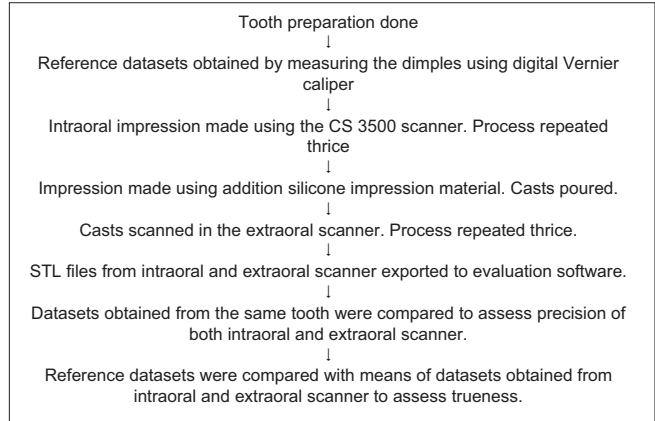 Tooth preparation done
↓
Reference datasets obtained by measuring the dimples using digital Vernier
caliper
↓
Intraoral impression made using the CS 3500 scanner. Process repeated
thrice
↓
Impression made using addition silicone impression material. Casts poured.
↓
Casts scanned in the extraoral scanner. Process repeated thrice.
↓
STL files from intraoral and extraoral scanner exported to evaluation software.
↓
Datasets obtained from the same tooth were compared to assess precision of
both intraoral and extraoral scanner.
↓
Reference datasets were compared with means of datasets obtained from
intraoral and extraoral scanner to assess trueness.